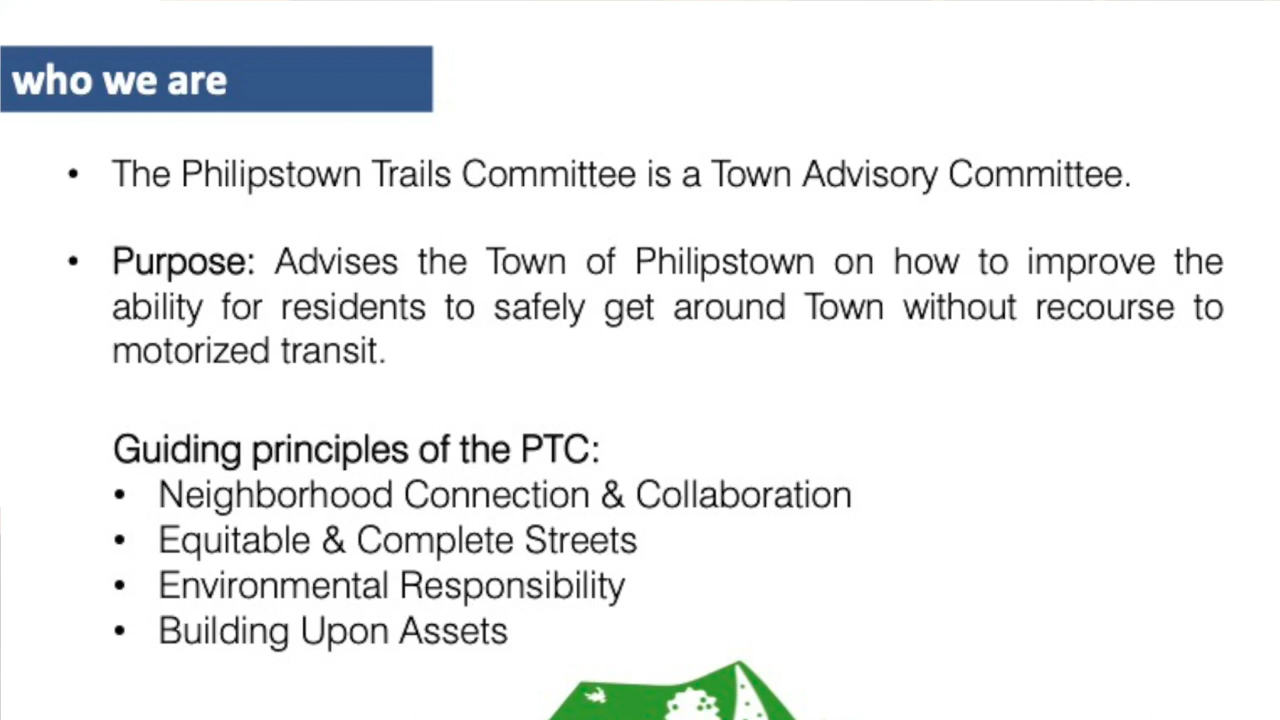 who we are
• The Philipstown Trails Committee is a Town Advisory Committee.
• Purpose: Advises the Town of Philipstown on how to improve the
ability for residents to safely get around Town without recourse to
motorized transit.
Guiding principles of the PTC:
• Neighborhood Connection & Collaboration
• Equitable & Complete Streets
• Environmental Responsibility
• Building Upon Assets